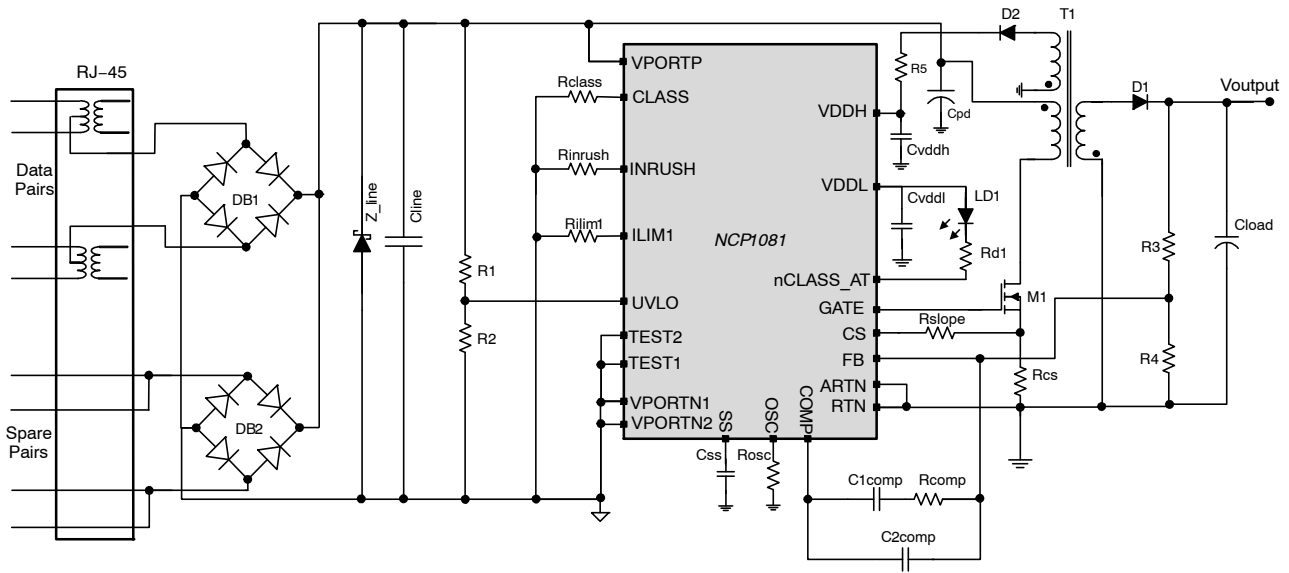 RJ–45
Data
Pairs
Spare
Pairs
DB1
DB2
Z_line
Cline
R1
R2
Rclass
Rinrush
Rilim1
VPORTP
CLASS
INRUSH
ILIM1
UVLO
TEST2
TEST1
VPORTN1
VPORTN2
NCP1081
VDDH
VDDL
nCLASS_AT
GATE
CS
FB
ARTN
RTN
SS
OSC
COMP
Css
Rosc
C1comp
Rcomp
C2comp
R5
D2
T1
Cpd
Cvddh
Cvddl
LD1
Rd1
M1
Rslope
Rcs
D1
Voutput
R3
R4
Cload